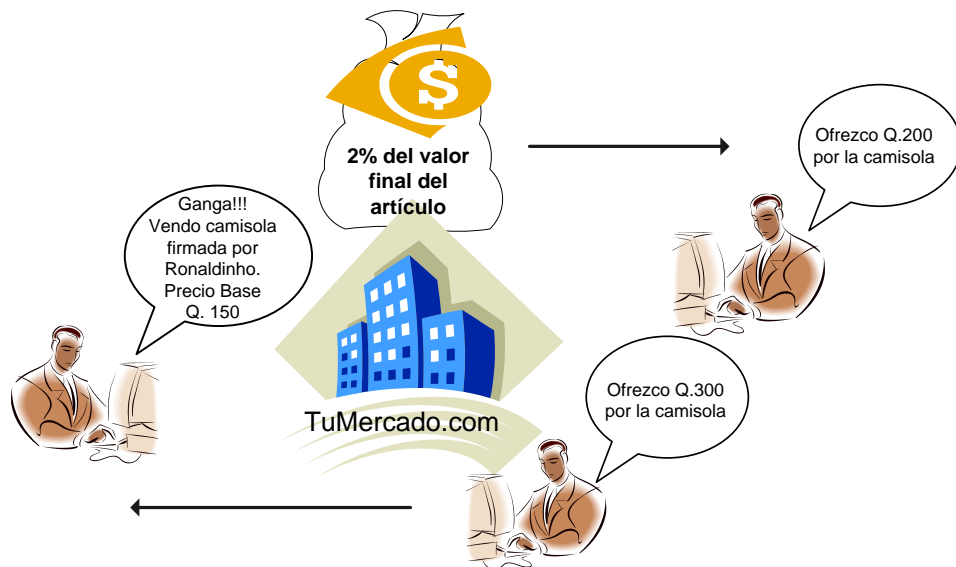 $
2% del valor
final del
artículo
Ofrezco Q.200
por la camisola
Ganga!!!
Vendo camisola
firmada por
Ronaldinho.
Precio Base
Q. 150
Ofrezco Q.300
por la camisola
TuMercado.com